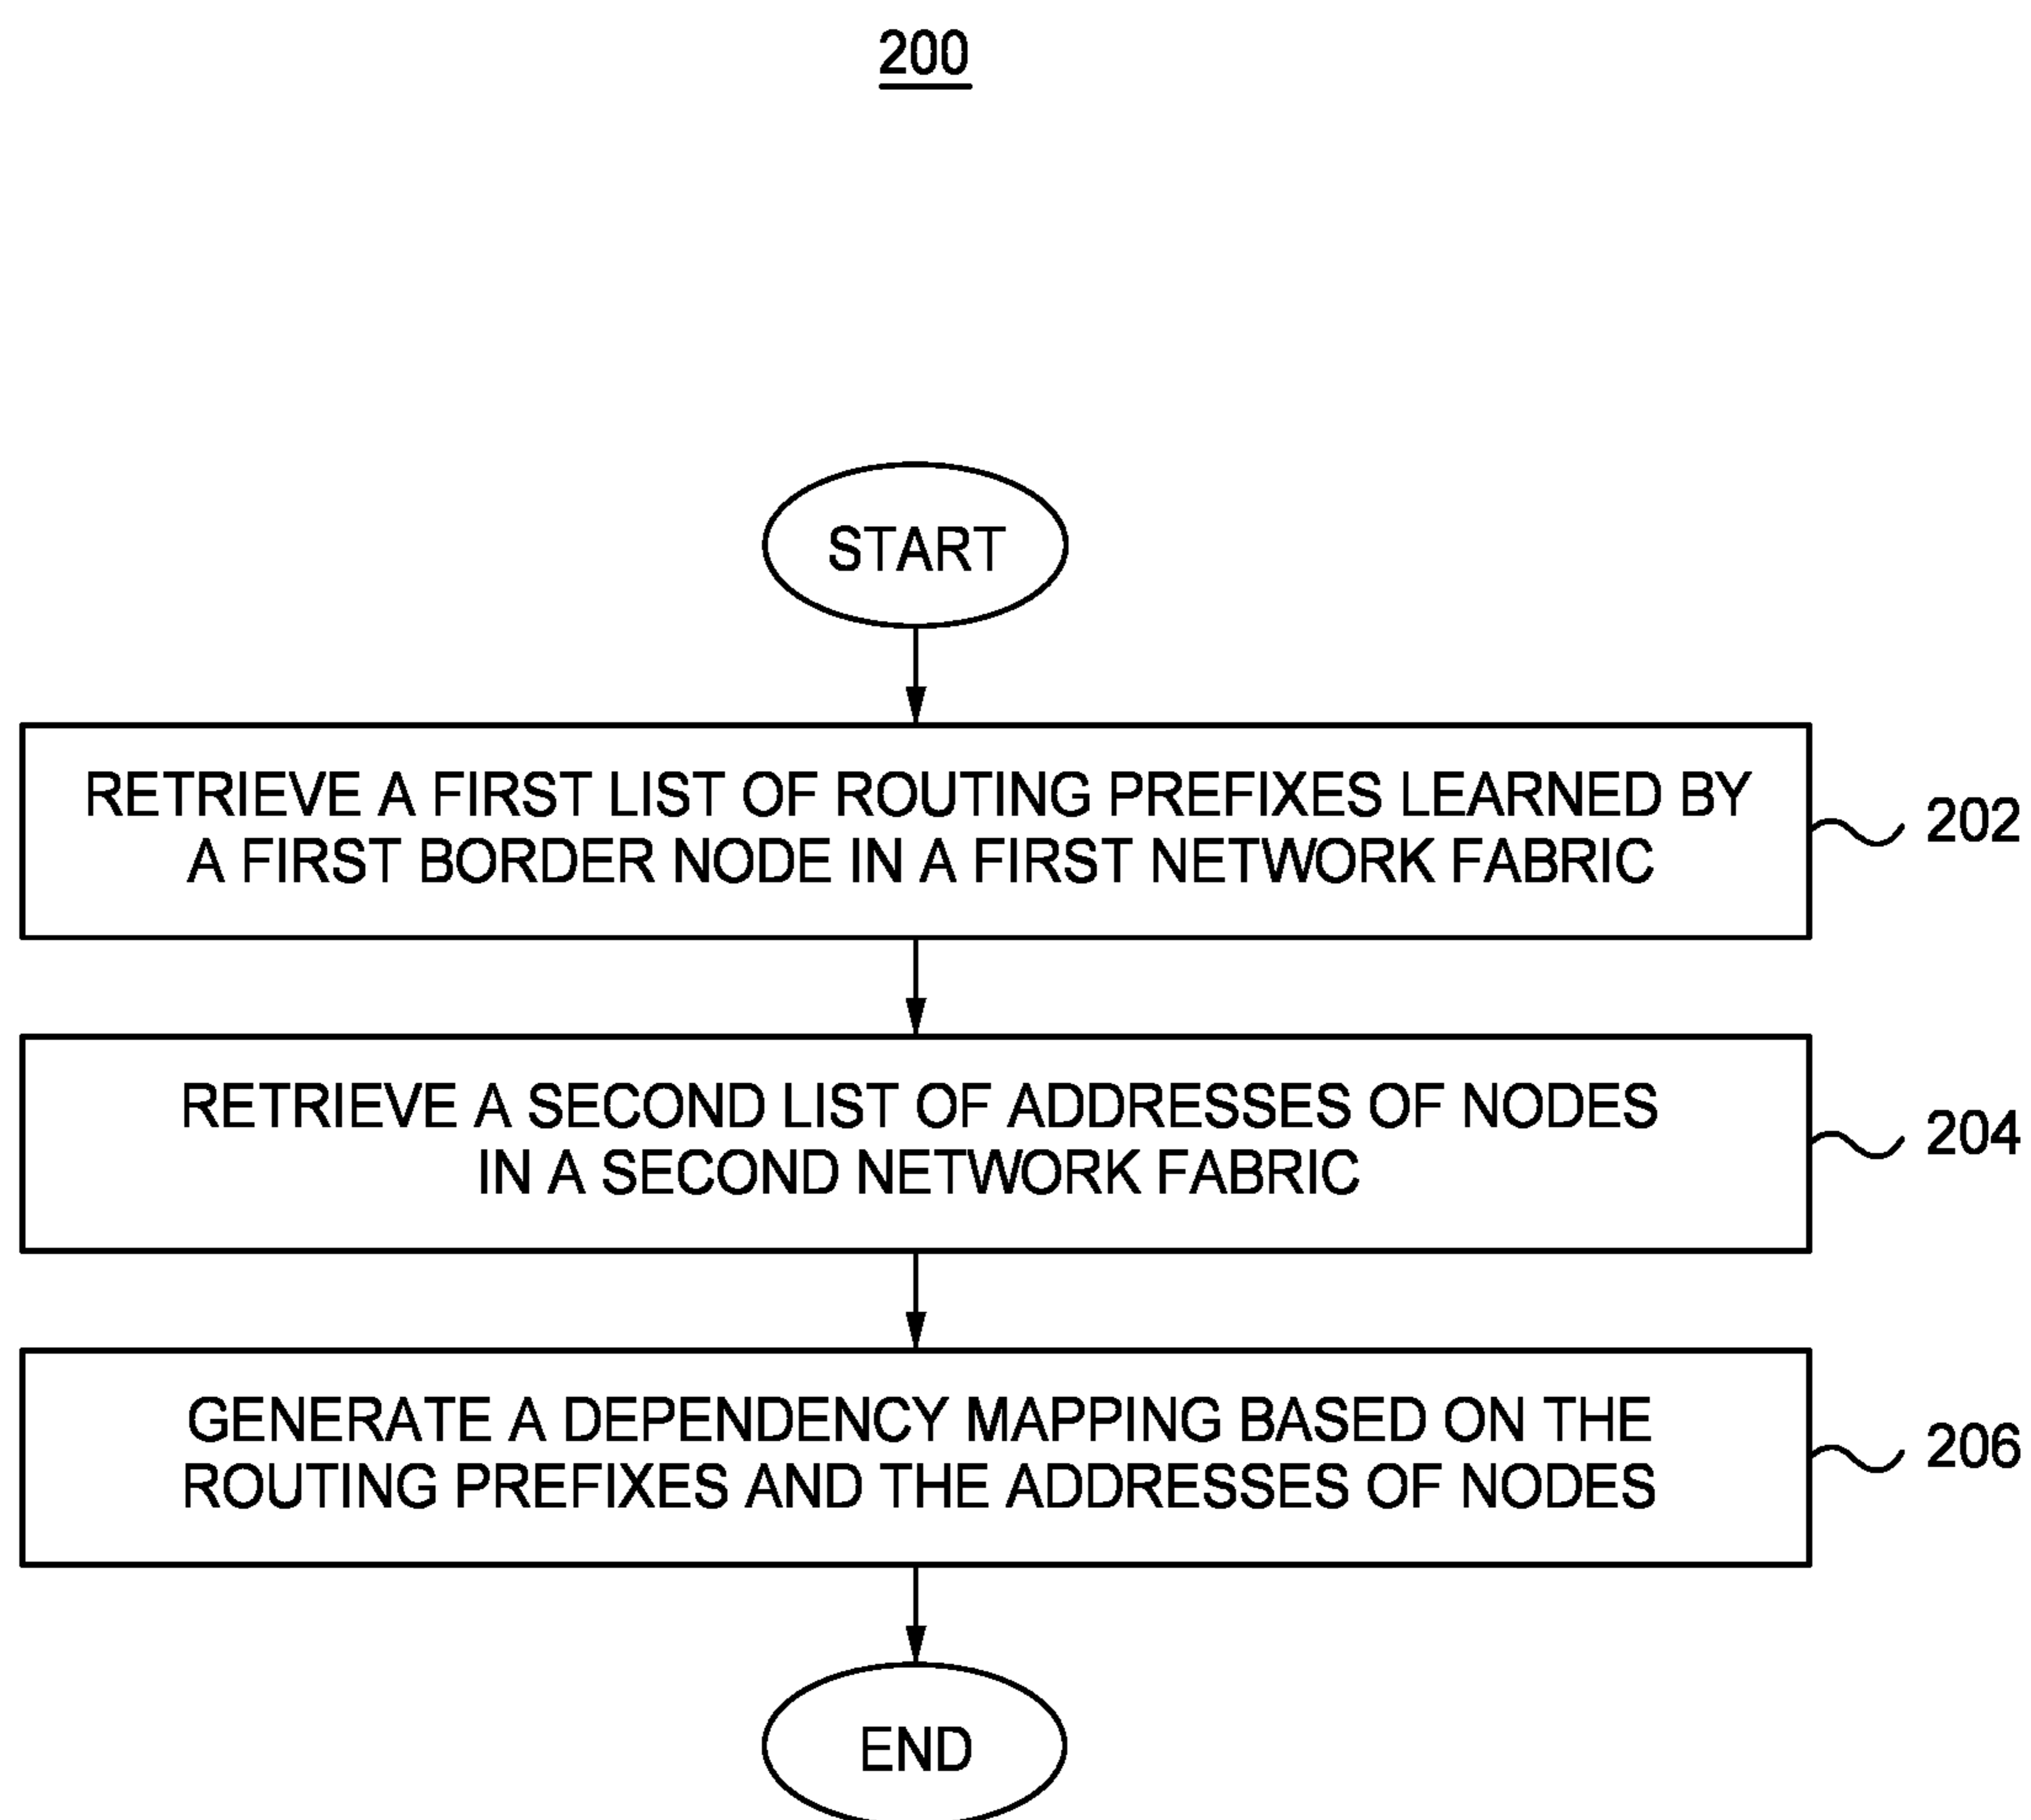 200
START
RETRIEVE A FIRST LIST OF ROUTING PREFIXES LEARNED BY
A FIRST BORDER NODE IN A FIRST NETWORK FABRIC
202
RETRIEVE A SECOND LIST OF ADDRESSES OF NODES
IN A SECOND NETWORK FABRIC
204
GENERATE A DEPENDENCY MAPPING BASED ON THE
ROUTING PREFIXES AND THE ADDRESSES OF NODES
206
END